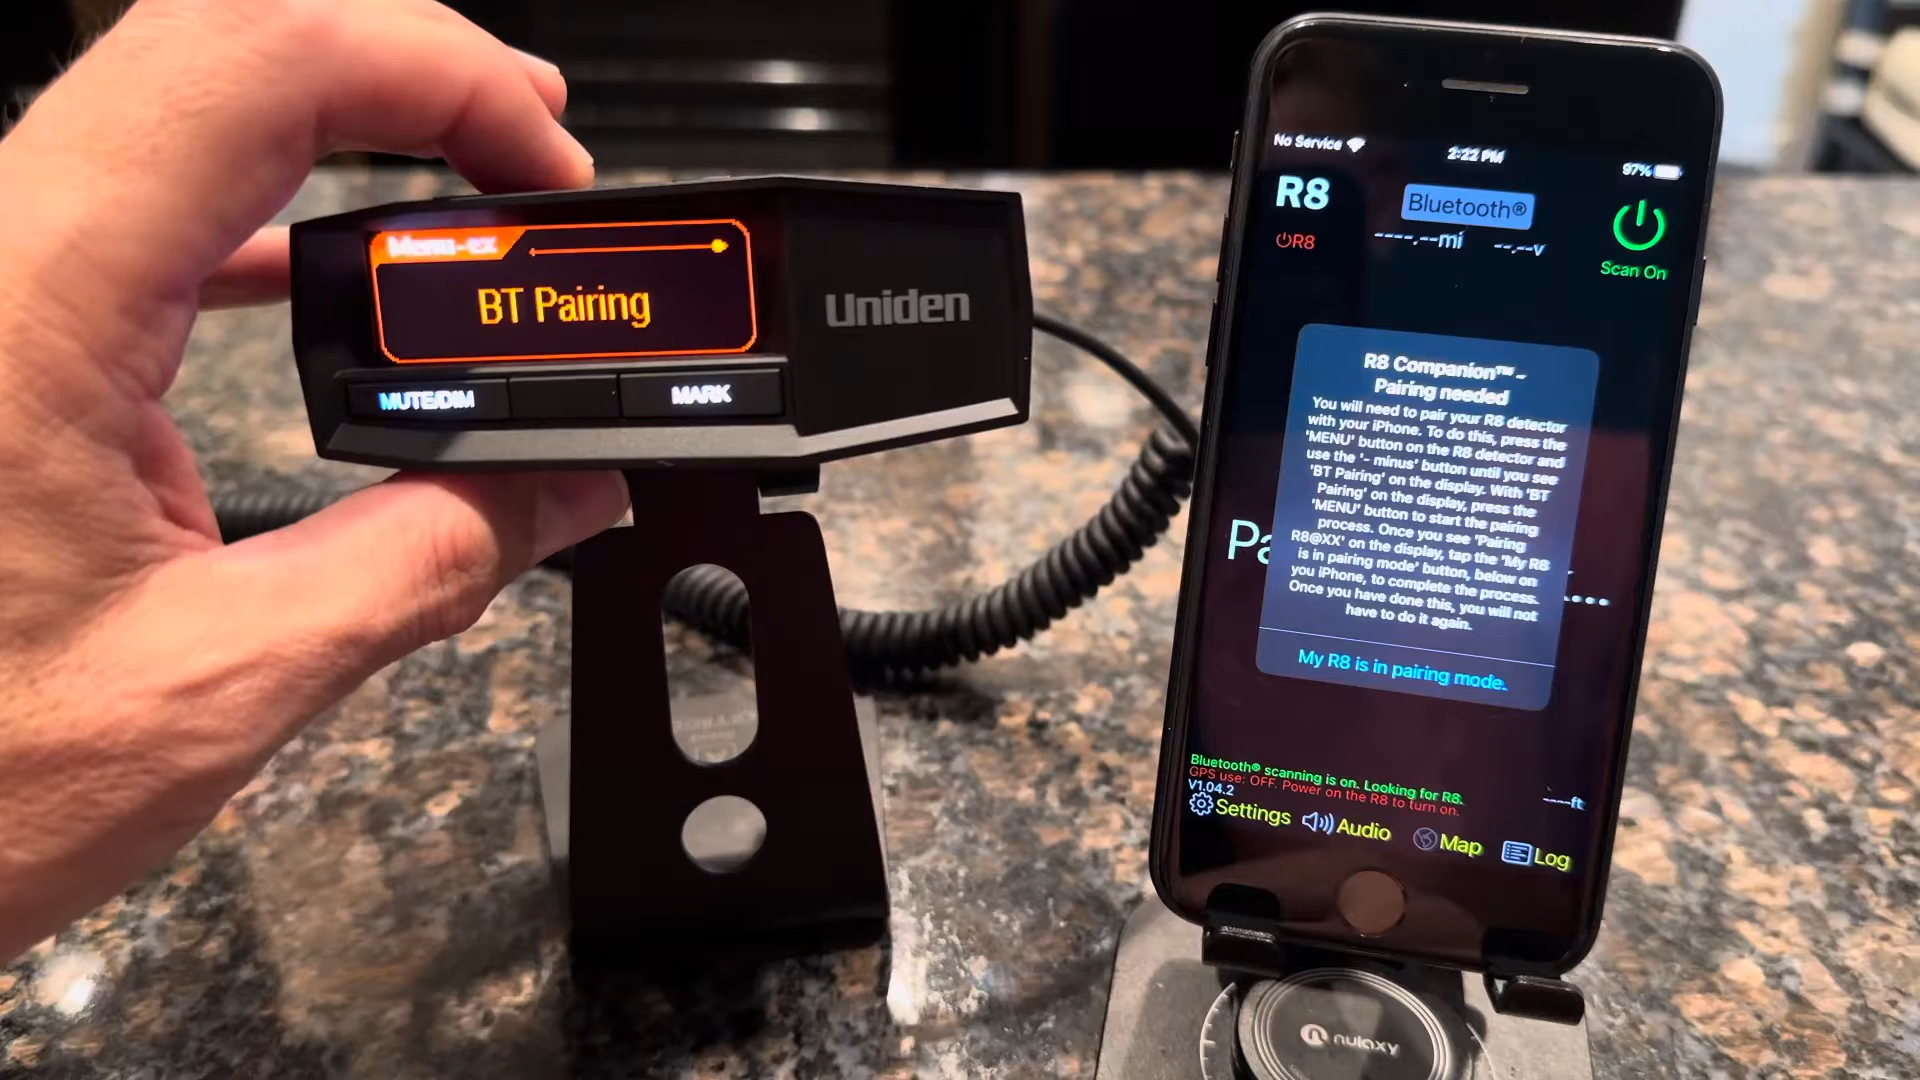 Menu-ex
BT Pairing
Uniden
MUTE/DIM
MARK
No Service
2:22 PM
97%
R8
Bluetooth®
R8
----.--mi
--.--v
Scan On
R8 Companion™ -
Pairing needed
You will need to pair your R8 detector
with your iPhone. To do this, press the
'MENU' button on the R8 detector and
use the '- minus' button until you see
'BT Pairing' on the display. With 'BT
Pairing' on the display, press the
'MENU' button to start the pairing
process. Once you see 'Pairing
R8@XX' on the display, tap the 'My R8
is in pairing mode' button, below on
you iPhone, to complete the process.
Once you have done this, you will not
have to do it again.
My R8 is in pairing mode.
Bluetooth® scanning is on. Looking for R8.
GPS use: OFF. Power on the R8 to turn on.
V1.04.2
----ft
Settings
Audio
Map
Log
nulaxy